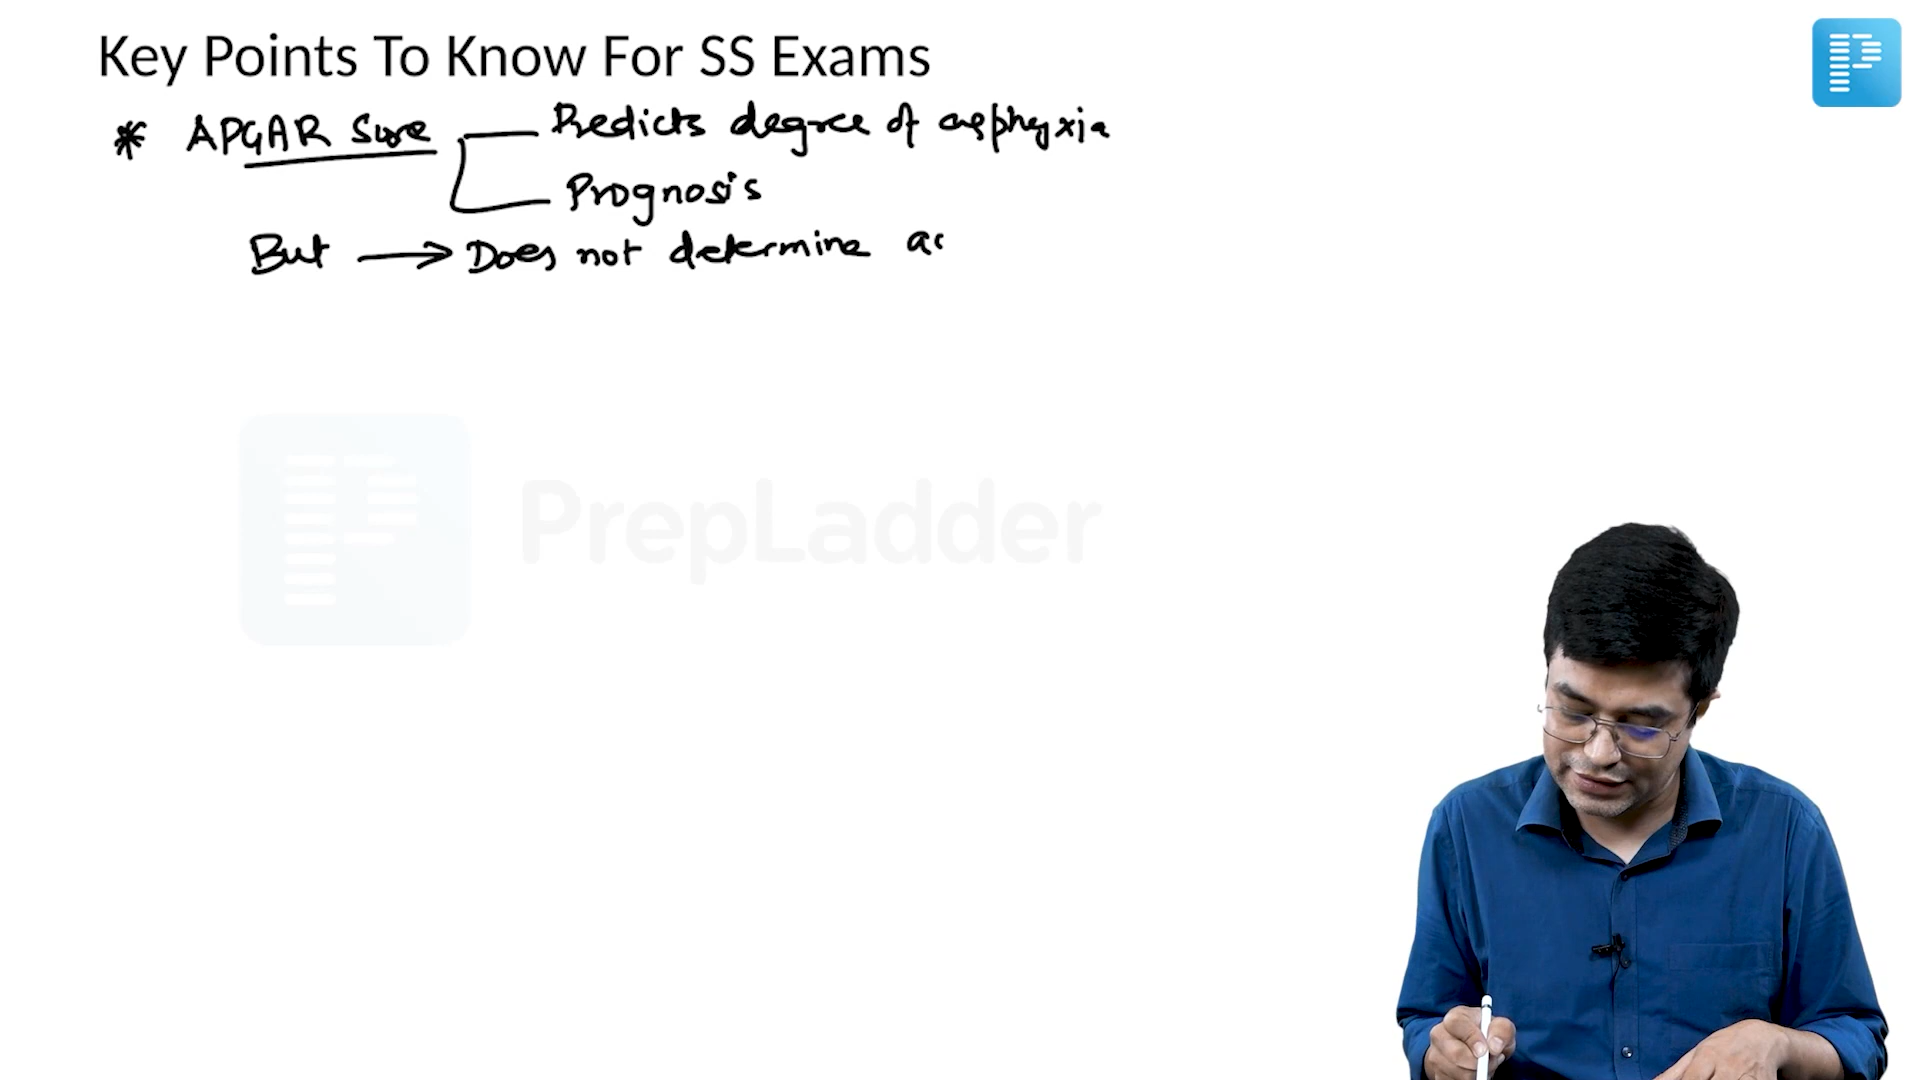 Key Points To Know For SS Exams
* APGAR Score Predicts degree of asphyxia
Prognosis
But → Does not determine ac
PrepLadder